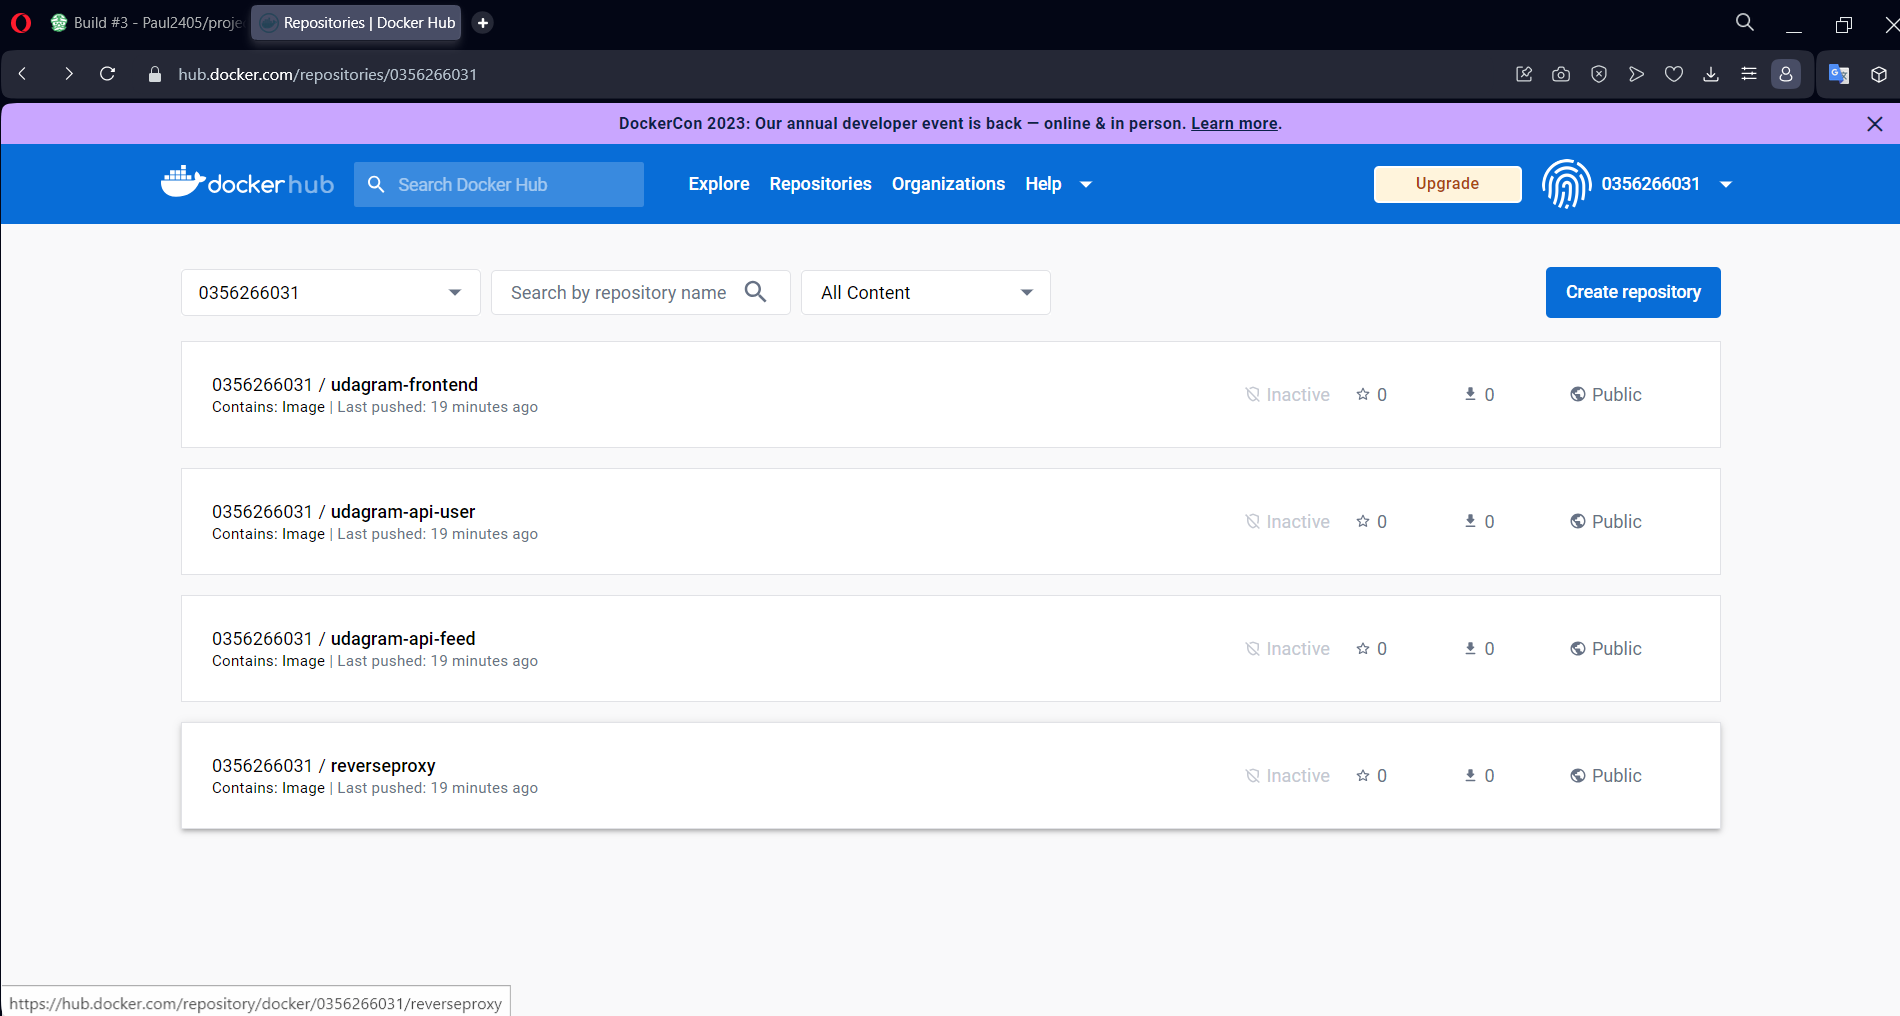 Build #3 - Paul2405/proje
Repositories | Docker Hub
hub.docker.com/repositories/0356266031
DockerCon 2023: Our annual developer event is back — online & in person. Learn more.
dockerhub
Search Docker Hub
Explore
Repositories
Organizations
Help
Upgrade
0356266031
0356266031
Search by repository name
All Content
Create repository
0356266031 / udagram-frontend
Contains: Image | Last pushed: 19 minutes ago
Inactive
0
0
Public
0356266031 / udagram-api-user
Contains: Image | Last pushed: 19 minutes ago
Inactive
0
0
Public
0356266031 / udagram-api-feed
Contains: Image | Last pushed: 19 minutes ago
Inactive
0
0
Public
0356266031 / reverseproxy
Contains: Image | Last pushed: 19 minutes ago
Inactive
0
0
Public
https://hub.docker.com/repository/docker/0356266031/reverseproxy